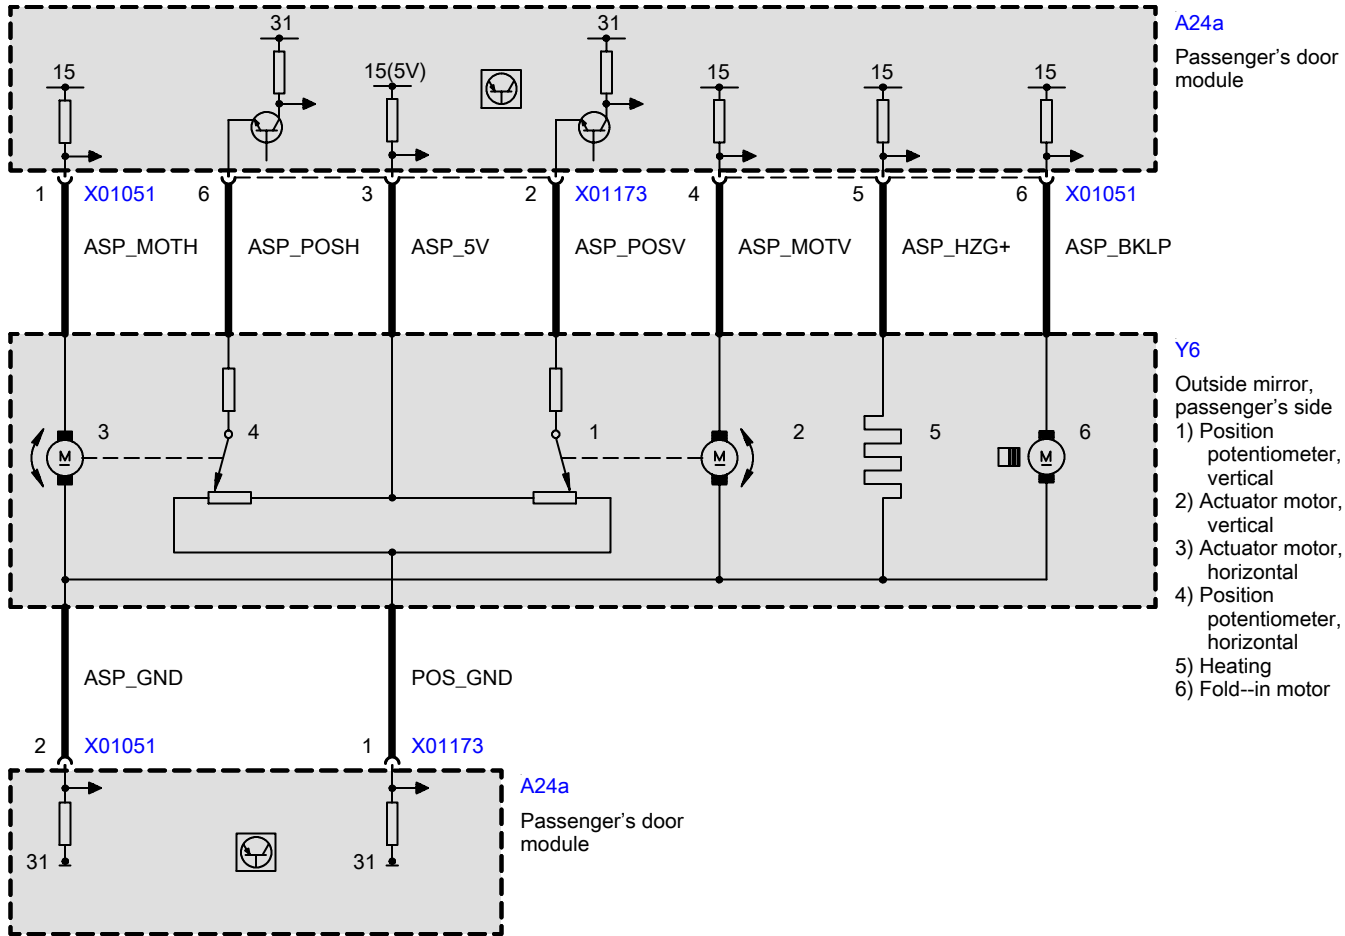 A24a
Passenger's door
module
31
31
15
15(5V)
15
15
15
1
X01051
6
3
2
X01173
4
5
6
X01051
ASP_MOTH
ASP_POSH
ASP_5V
ASP_POSV
ASP_MOTV
ASP_HZG+
ASP_BKLP
Y6
Outside mirror,
passenger's side
1) Position
potentiometer,
vertical
2) Actuator motor,
vertical
3) Actuator motor,
horizontal
4) Position
potentiometer,
horizontal
5) Heating
6) Fold--in motor
M
3
4
1
M
2
5
M
6
ASP_GND
POS_GND
2
X01051
1
X01173
A24a
Passenger's door
module
31
31